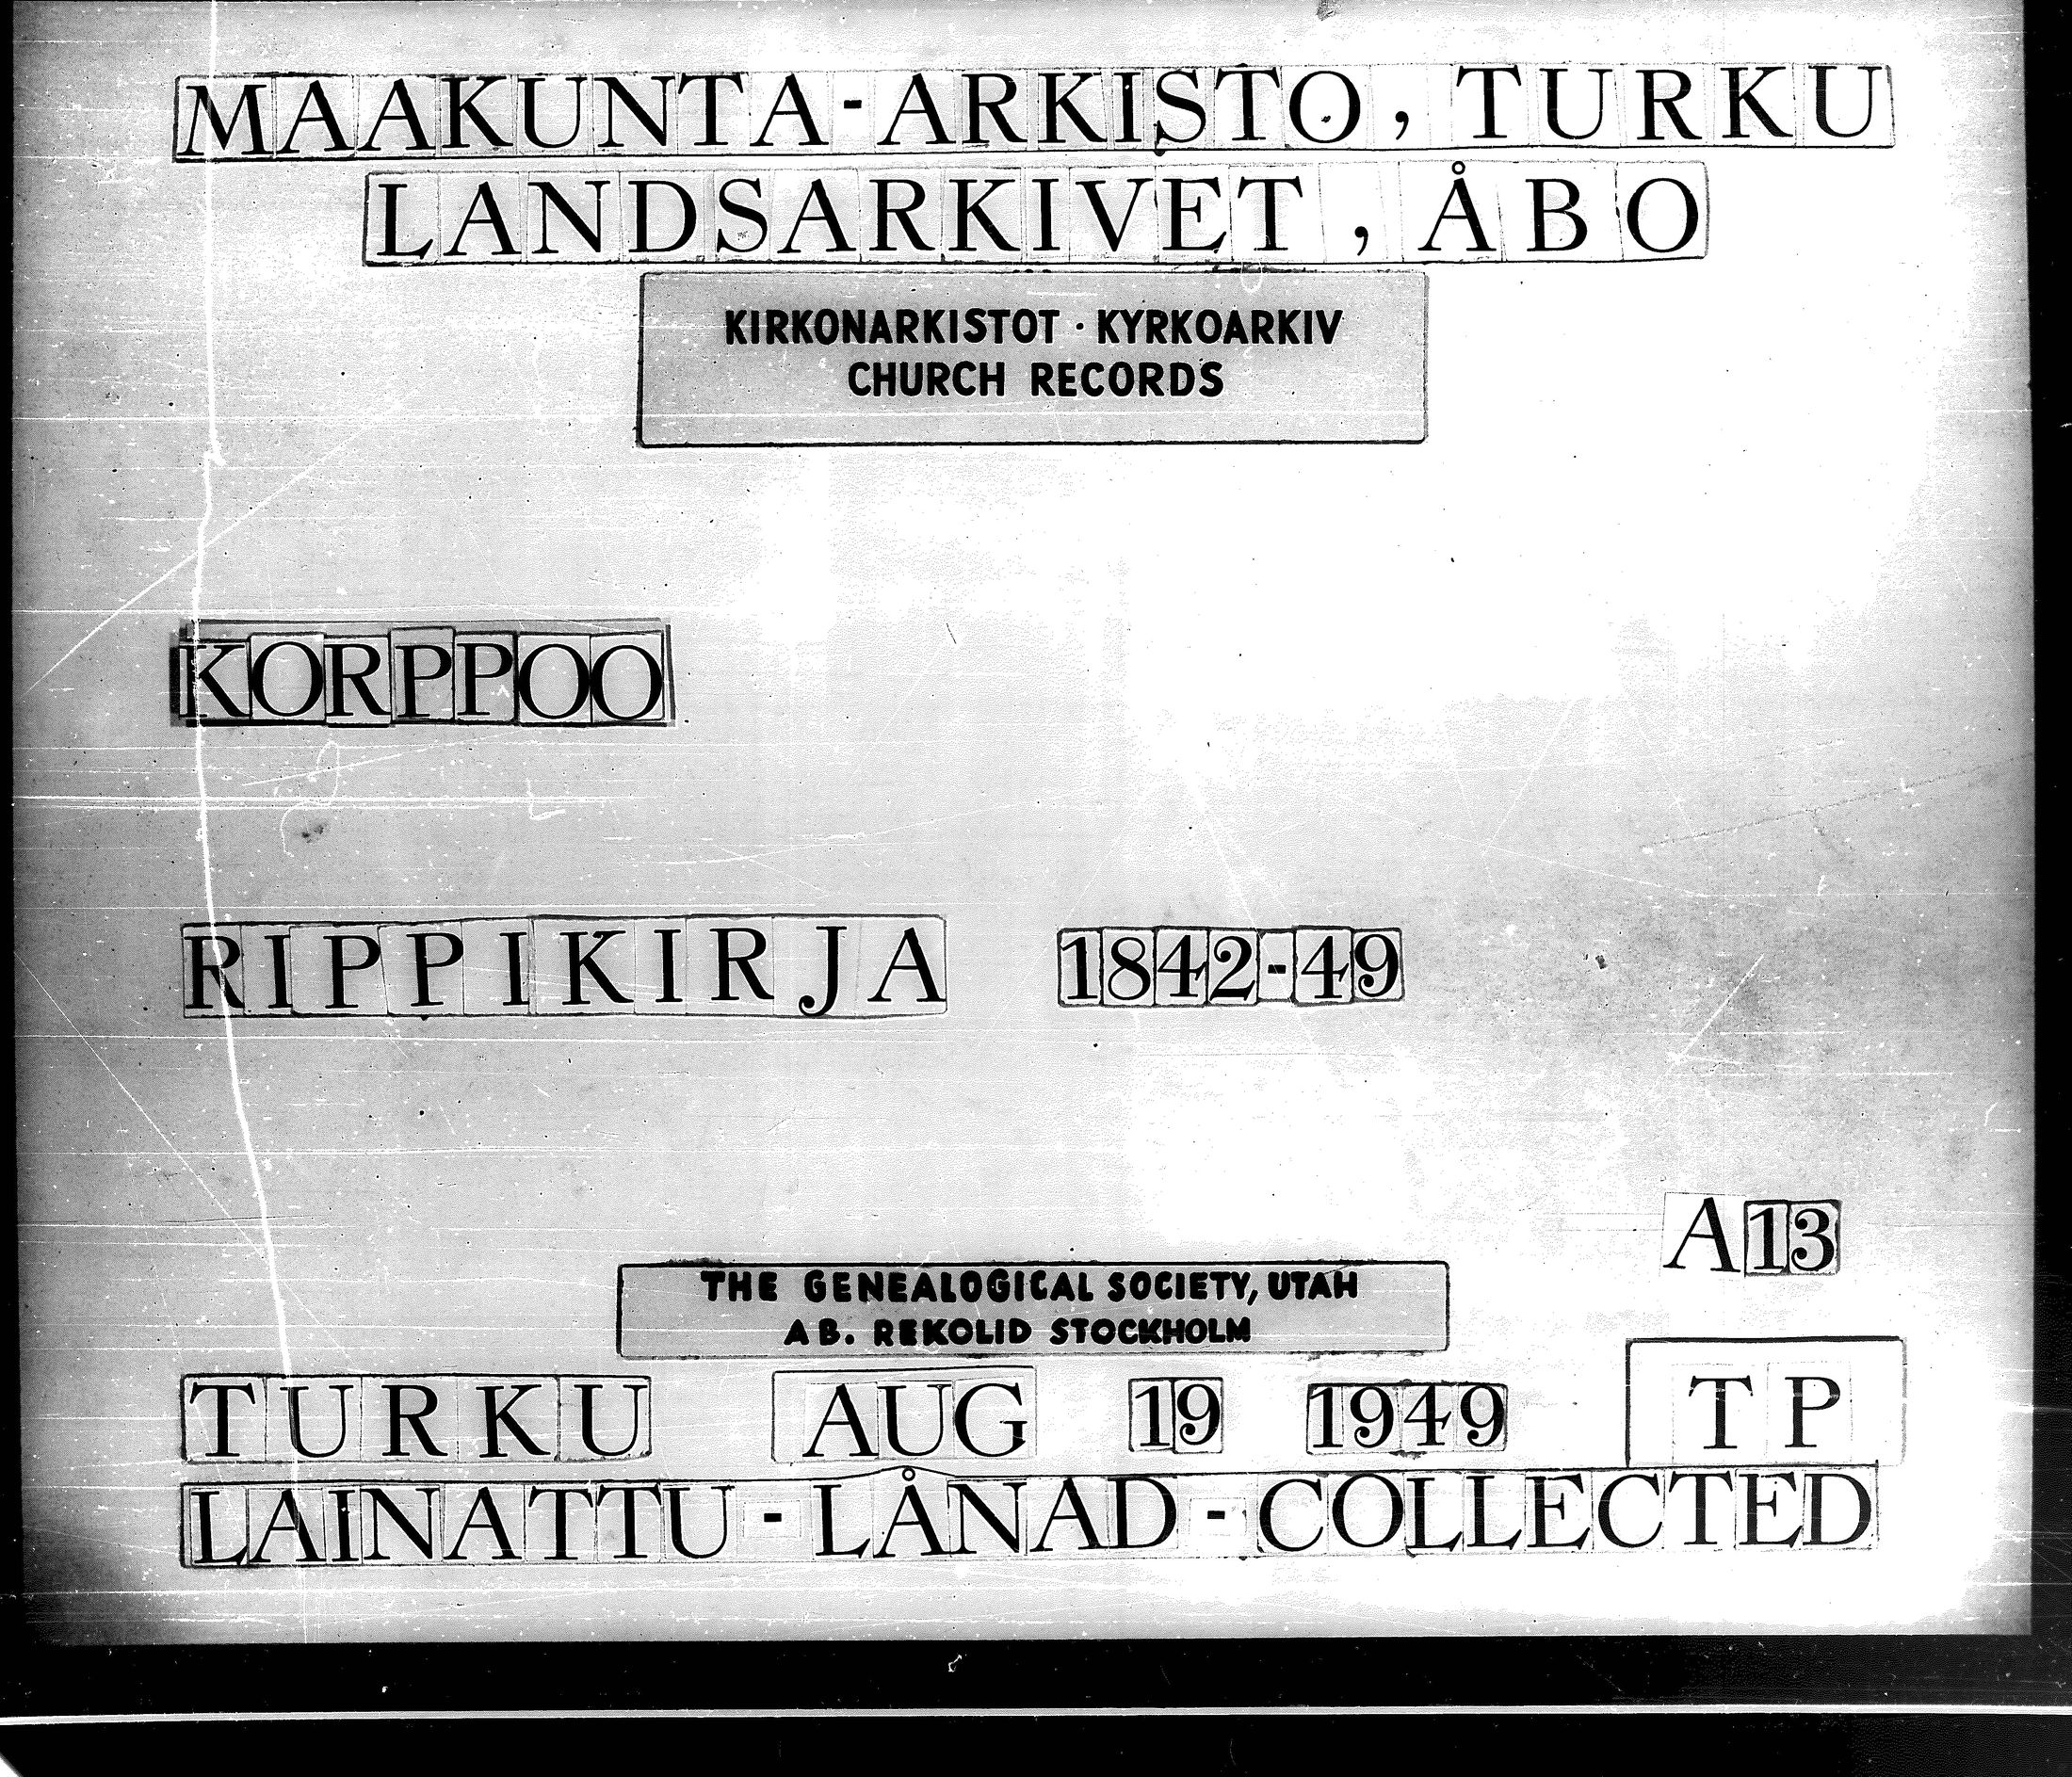 MAAKUNTA-ARKISTO, TURKU
LANDSARKIVET, ÅBO
KIRKONARKISTOT · KYRKOARKIV
CHURCH RECORDS
KORPPOO
RIPPIKIRJA 1842-49
A13
THE GENEALOGICAL SOCIETY, UTAH
AB. REKOLID STOCKHOLM
TURKU AUG 19 1949 TP
LAINATTU-LÅNAD-COLLECTED